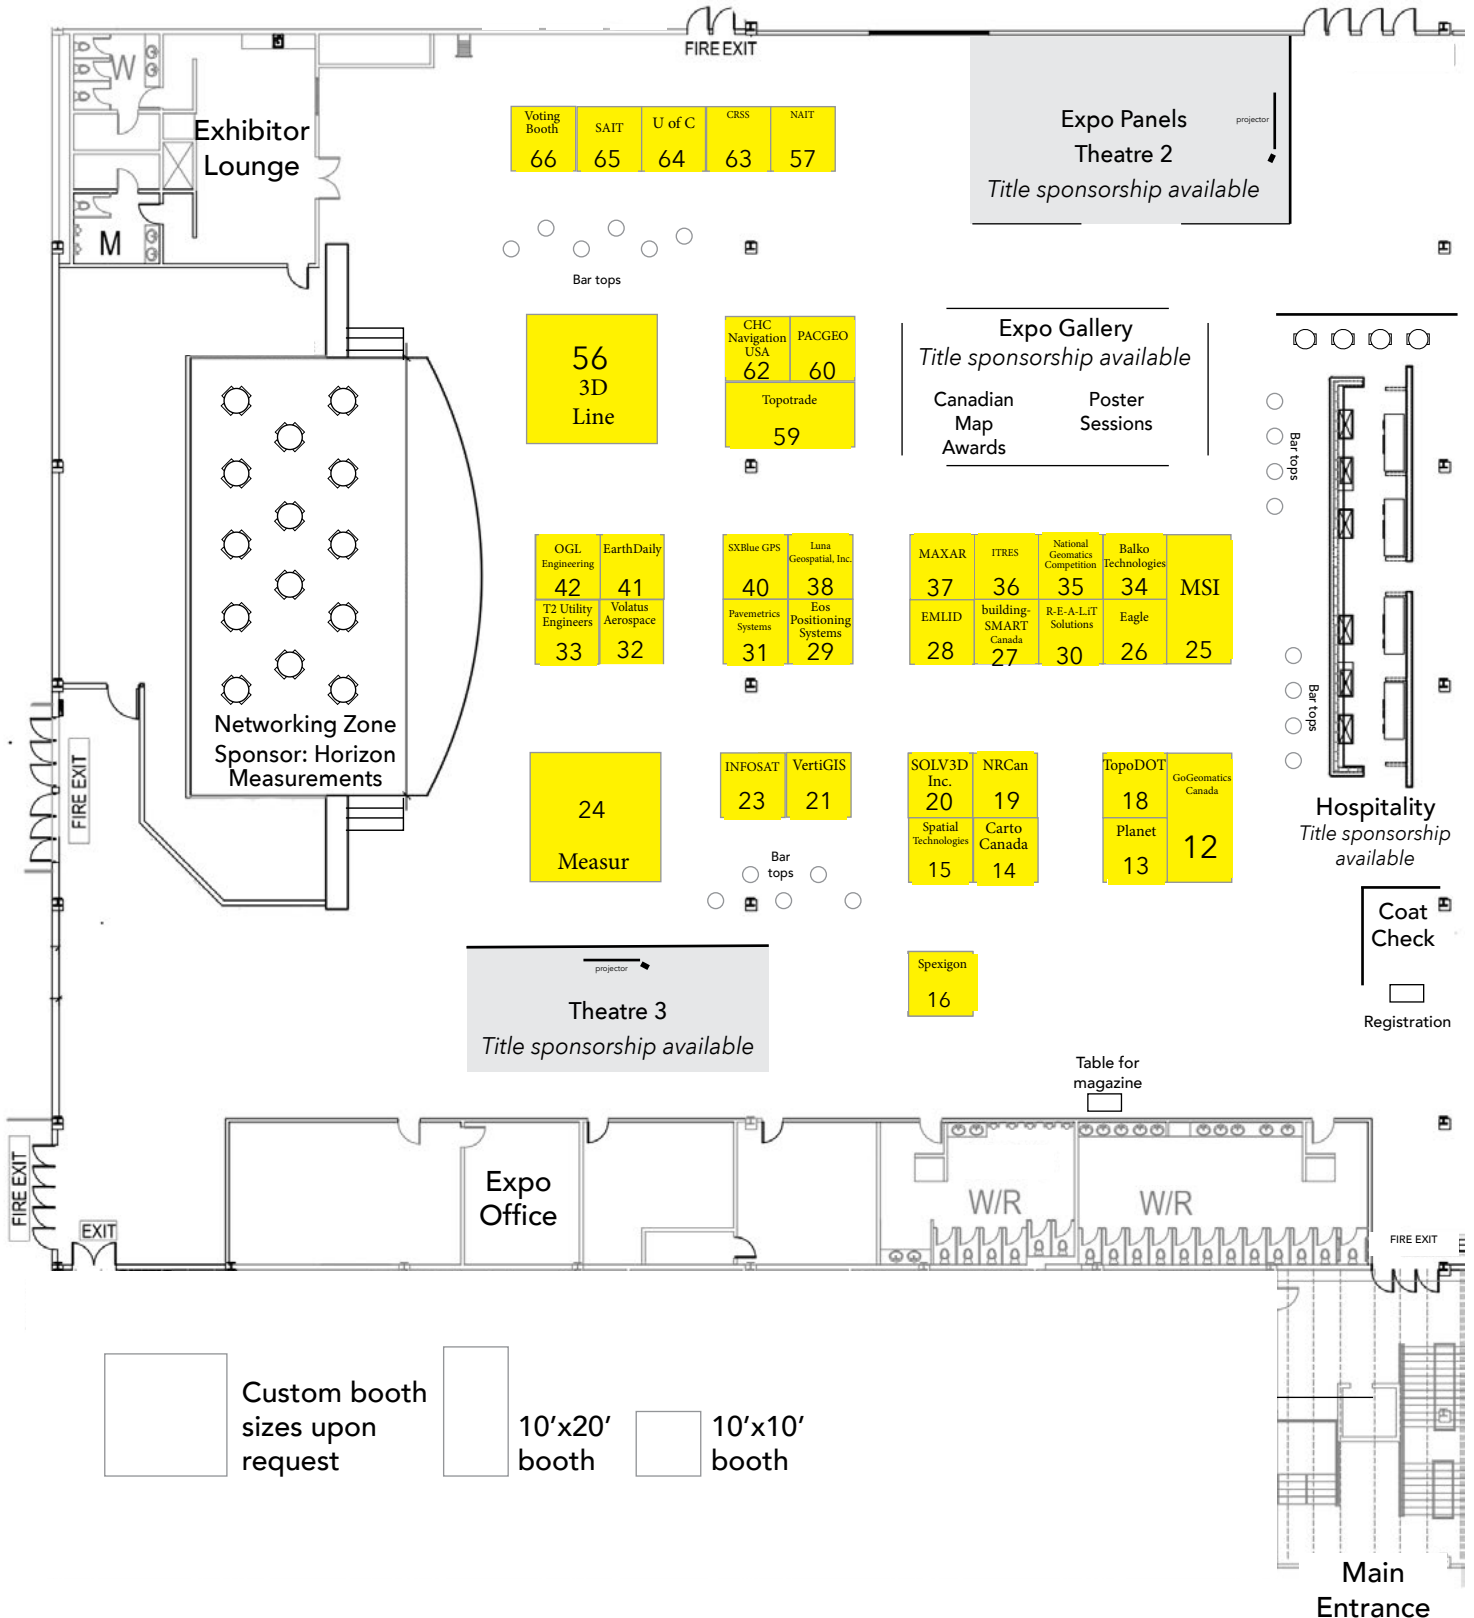 FIRE EXIT
W
Exhibitor
Lounge
M
Voting
Booth
66
SAIT
65
U of C
64
CRSS
63
NAIT
57
Expo Panels
Theatre 2
Title sponsorship available
projector
Bar tops
56
3D
Line
CHC
Navigation
USA
62
PACGEO
60
Topotrade
59
Expo Gallery
Title sponsorship available
Canadian
Map
Awards
Poster
Sessions
Bar tops
OGL
Engineering
42
EarthDaily
41
T2 Utility
Engineers
33
Volatus
Aerospace
32
SXBlue GPS
40
Luna
Geospatial, Inc.
38
Pavemetrics
Systems
31
Eos
Positioning
Systems
29
MAXAR
37
ITRES
36
National
Geomatics
Competition
35
Balko
Technologies
34
MSI
25
EMLID
28
building-
SMART
Canada
27
R-E-A-L.iT
Solutions
30
Eagle
26
Bar tops
Networking Zone
Sponsor: Horizon
Measurements
FIRE EXIT
24
Measur
INFOSAT
23
VertiGIS
21
Bar
tops
SOLV3D
Inc.
20
NRCan
19
Spatial
Technologies
15
Carto
Canada
14
TopoDOT
18
Planet
13
GoGeomatics
Canada
12
Hospitality
Title sponsorship
available
Coat
Check
Registration
projector
Theatre 3
Title sponsorship available
Spexigon
16
Table for
magazine
FIRE EXIT
EXIT
Expo
Office
W/R
W/R
FIRE EXIT
Custom booth
sizes upon
request
10'x20'
booth
10'x10'
booth
Main
Entrance